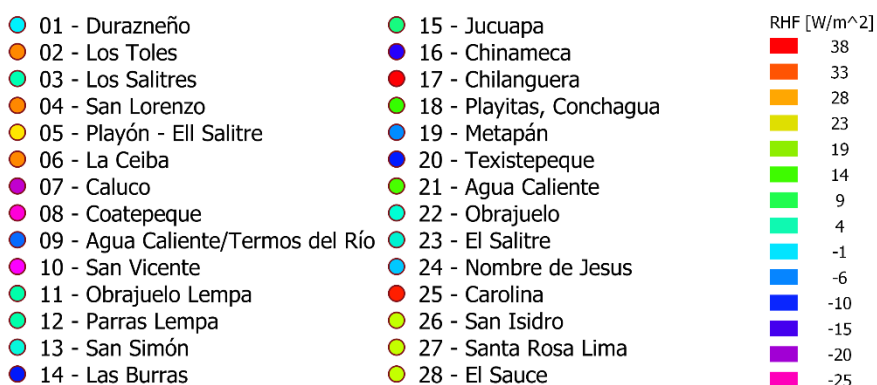 01 - Durazneño
02 - Los Toles
03 - Los Salitres
04 - San Lorenzo
05 - Playón - Ell Salitre
06 - La Ceiba
07 - Caluco
08 - Coatepeque
09 - Agua Caliente/Termos del Río
10 - San Vicente
11 - Obrajuelo Lempa
12 - Parras Lempa
13 - San Simón
14 - Las Burras
15 - Jucuapa
16 - Chinameca
17 - Chilanguera
18 - Playitas, Conchagua
19 - Metapán
20 - Texistepeque
21 - Agua Caliente
22 - Obrajuelo
23 - El Salitre
24 - Nombre de Jesus
25 - Carolina
26 - San Isidro
27 - Santa Rosa Lima
28 - El Sauce
RHF [W/m^2]
38
33
28
23
19
14
9
4
-1
-6
-10
-15
-20
-25